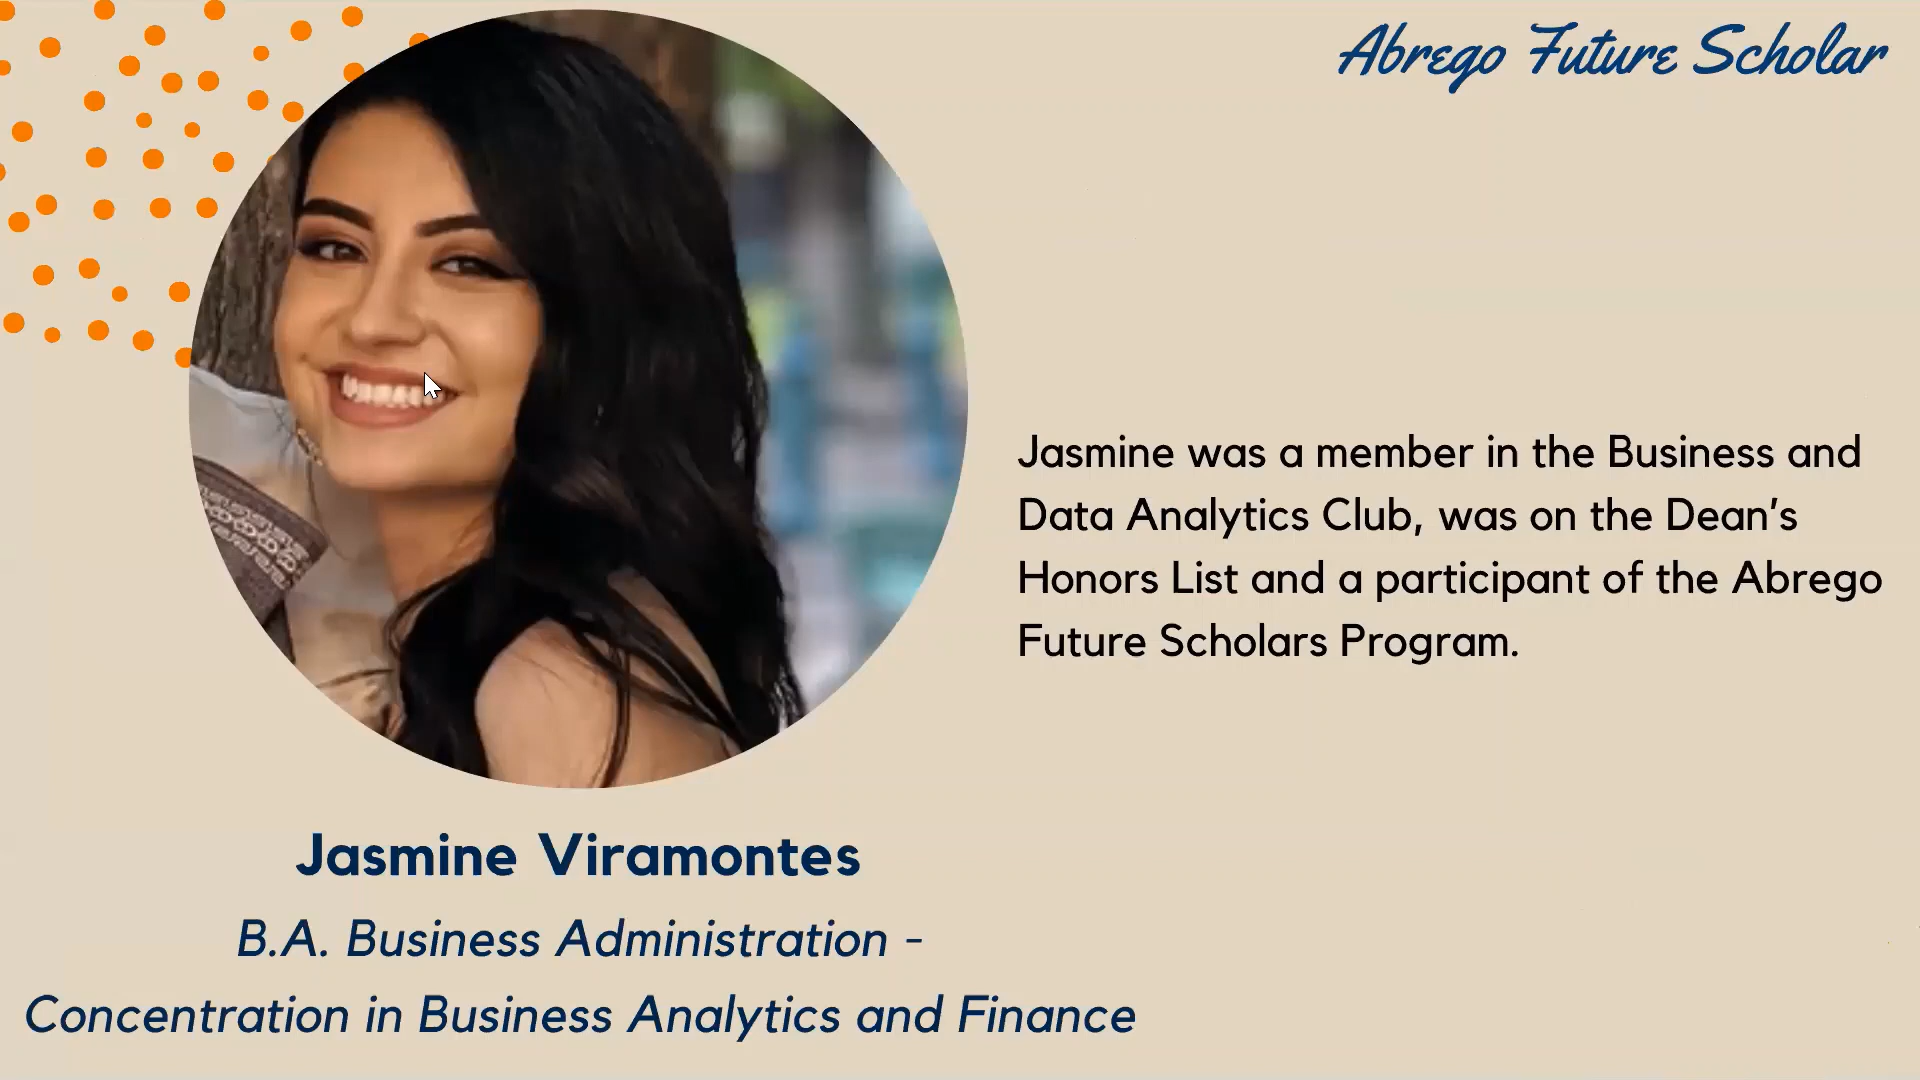 Abrego Future Scholar
Jasmine was a member in the Business and
Data Analytics Club, was on the Dean’s
Honors List and a participant of the Abrego
Future Scholars Program.
Jasmine Viramontes
B.A. Business Administration -
Concentration in Business Analytics and Finance